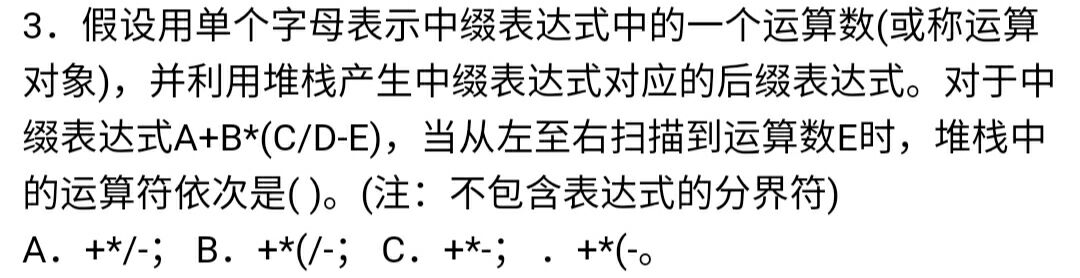 3．假设用单个字母表示中缀表达式中的一个运算数(或称运算
对象)，并利用堆栈产生中缀表达式对应的后缀表达式。对于中
缀表达式A+B*(C/D-E)，当从左至右扫描到运算数E时，堆栈中
的运算符依次是( )。(注：不包含表达式的分界符)
A．+*/-； B．+*(/-； C．+*-； ．+*(-。